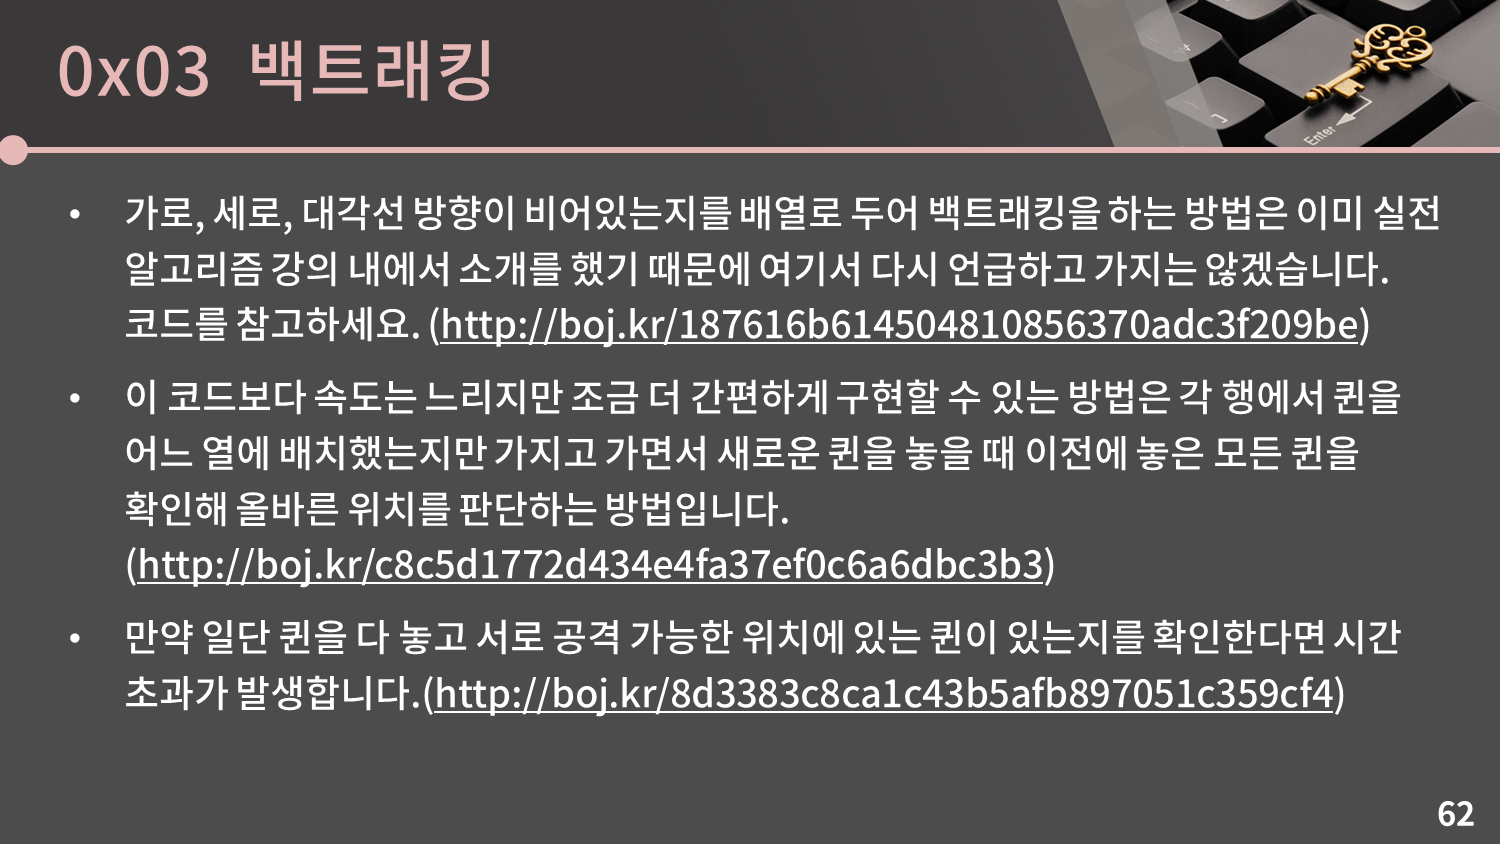 0x03 백트래킹
Enter
• 가로, 세로, 대각선 방향이 비어있는지를 배열로 두어 백트래킹을 하는 방법은 이미 실전
알고리즘 강의 내에서 소개를 했기 때문에 여기서 다시 언급하고 가지는 않겠습니다.
코드를 참고하세요. (http://boj.kr/187616b614504810856370adc3f209be)
• 이 코드보다 속도는 느리지만 조금 더 간편하게 구현할 수 있는 방법은 각 행에서 퀸을
어느 열에 배치했는지만 가지고 가면서 새로운 퀸을 놓을 때 이전에 놓은 모든 퀸을
확인해 올바른 위치를 판단하는 방법입니다.
(http://boj.kr/c8c5d1772d434e4fa37ef0c6a6dbc3b3)
• 만약 일단 퀸을 다 놓고 서로 공격 가능한 위치에 있는 퀸이 있는지를 확인한다면 시간
초과가 발생합니다.(http://boj.kr/8d3383c8ca1c43b5afb897051c359cf4)
62